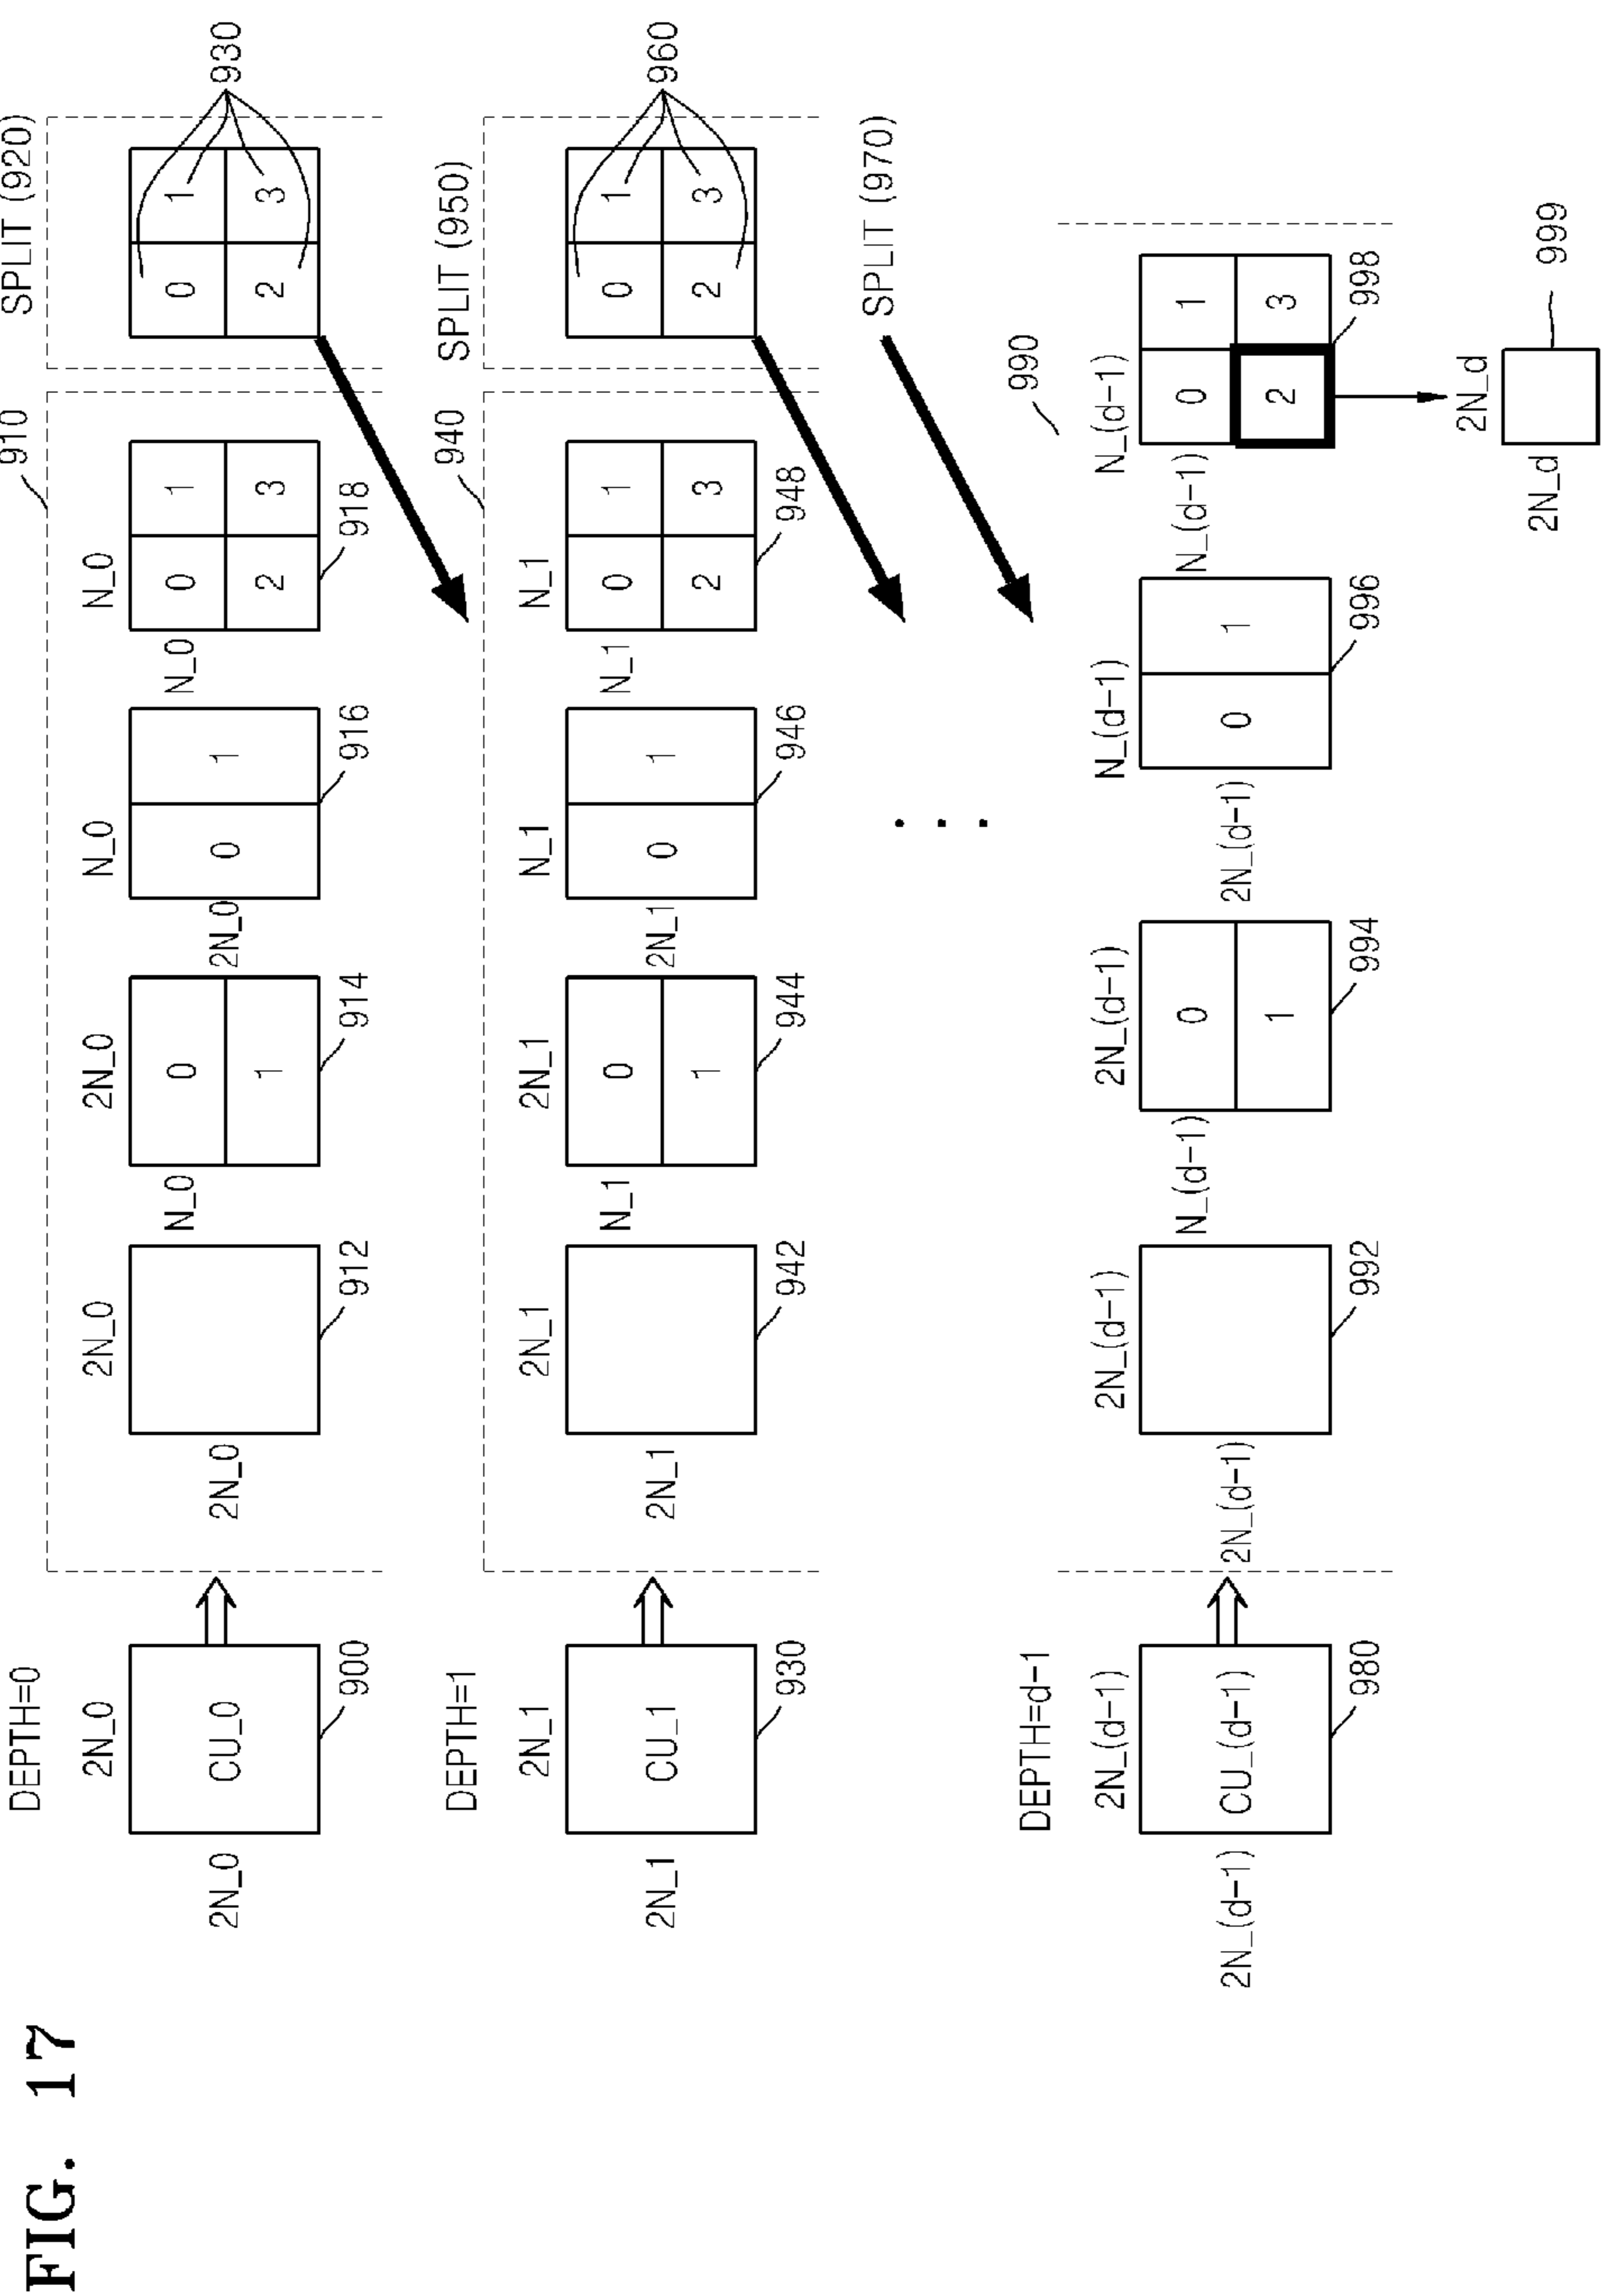 FIG. 17
DEPTH=0
SPLIT (920)
910
930
2N_0
2N_0
2N_0
N_0
N_0
2N_0
CU_0
2N_0
N_0
0
1
2N_0
0
1
N_0
0
1
2
3
0
1
2
3
900
912
914
916
918
DEPTH=1
SPLIT (950)
940
960
2N_1
2N_1
2N_1
N_1
N_1
2N_1
CU_1
2N_1
N_1
0
1
2N_1
0
1
N_1
0
1
2
3
0
1
2
3
930
942
944
946
948
SPLIT (970)
DEPTH=d-1
990
2N_(d-1)
2N_(d-1)
2N_(d-1)
N_(d-1)
N_(d-1)
2N_(d-1)
CU_(d-1)
2N_(d-1)
N_(d-1)
0
1
2N_(d-1)
0
1
N_(d-1)
0
1
2
3
980
992
994
996
998
2N_d
2N_d
999